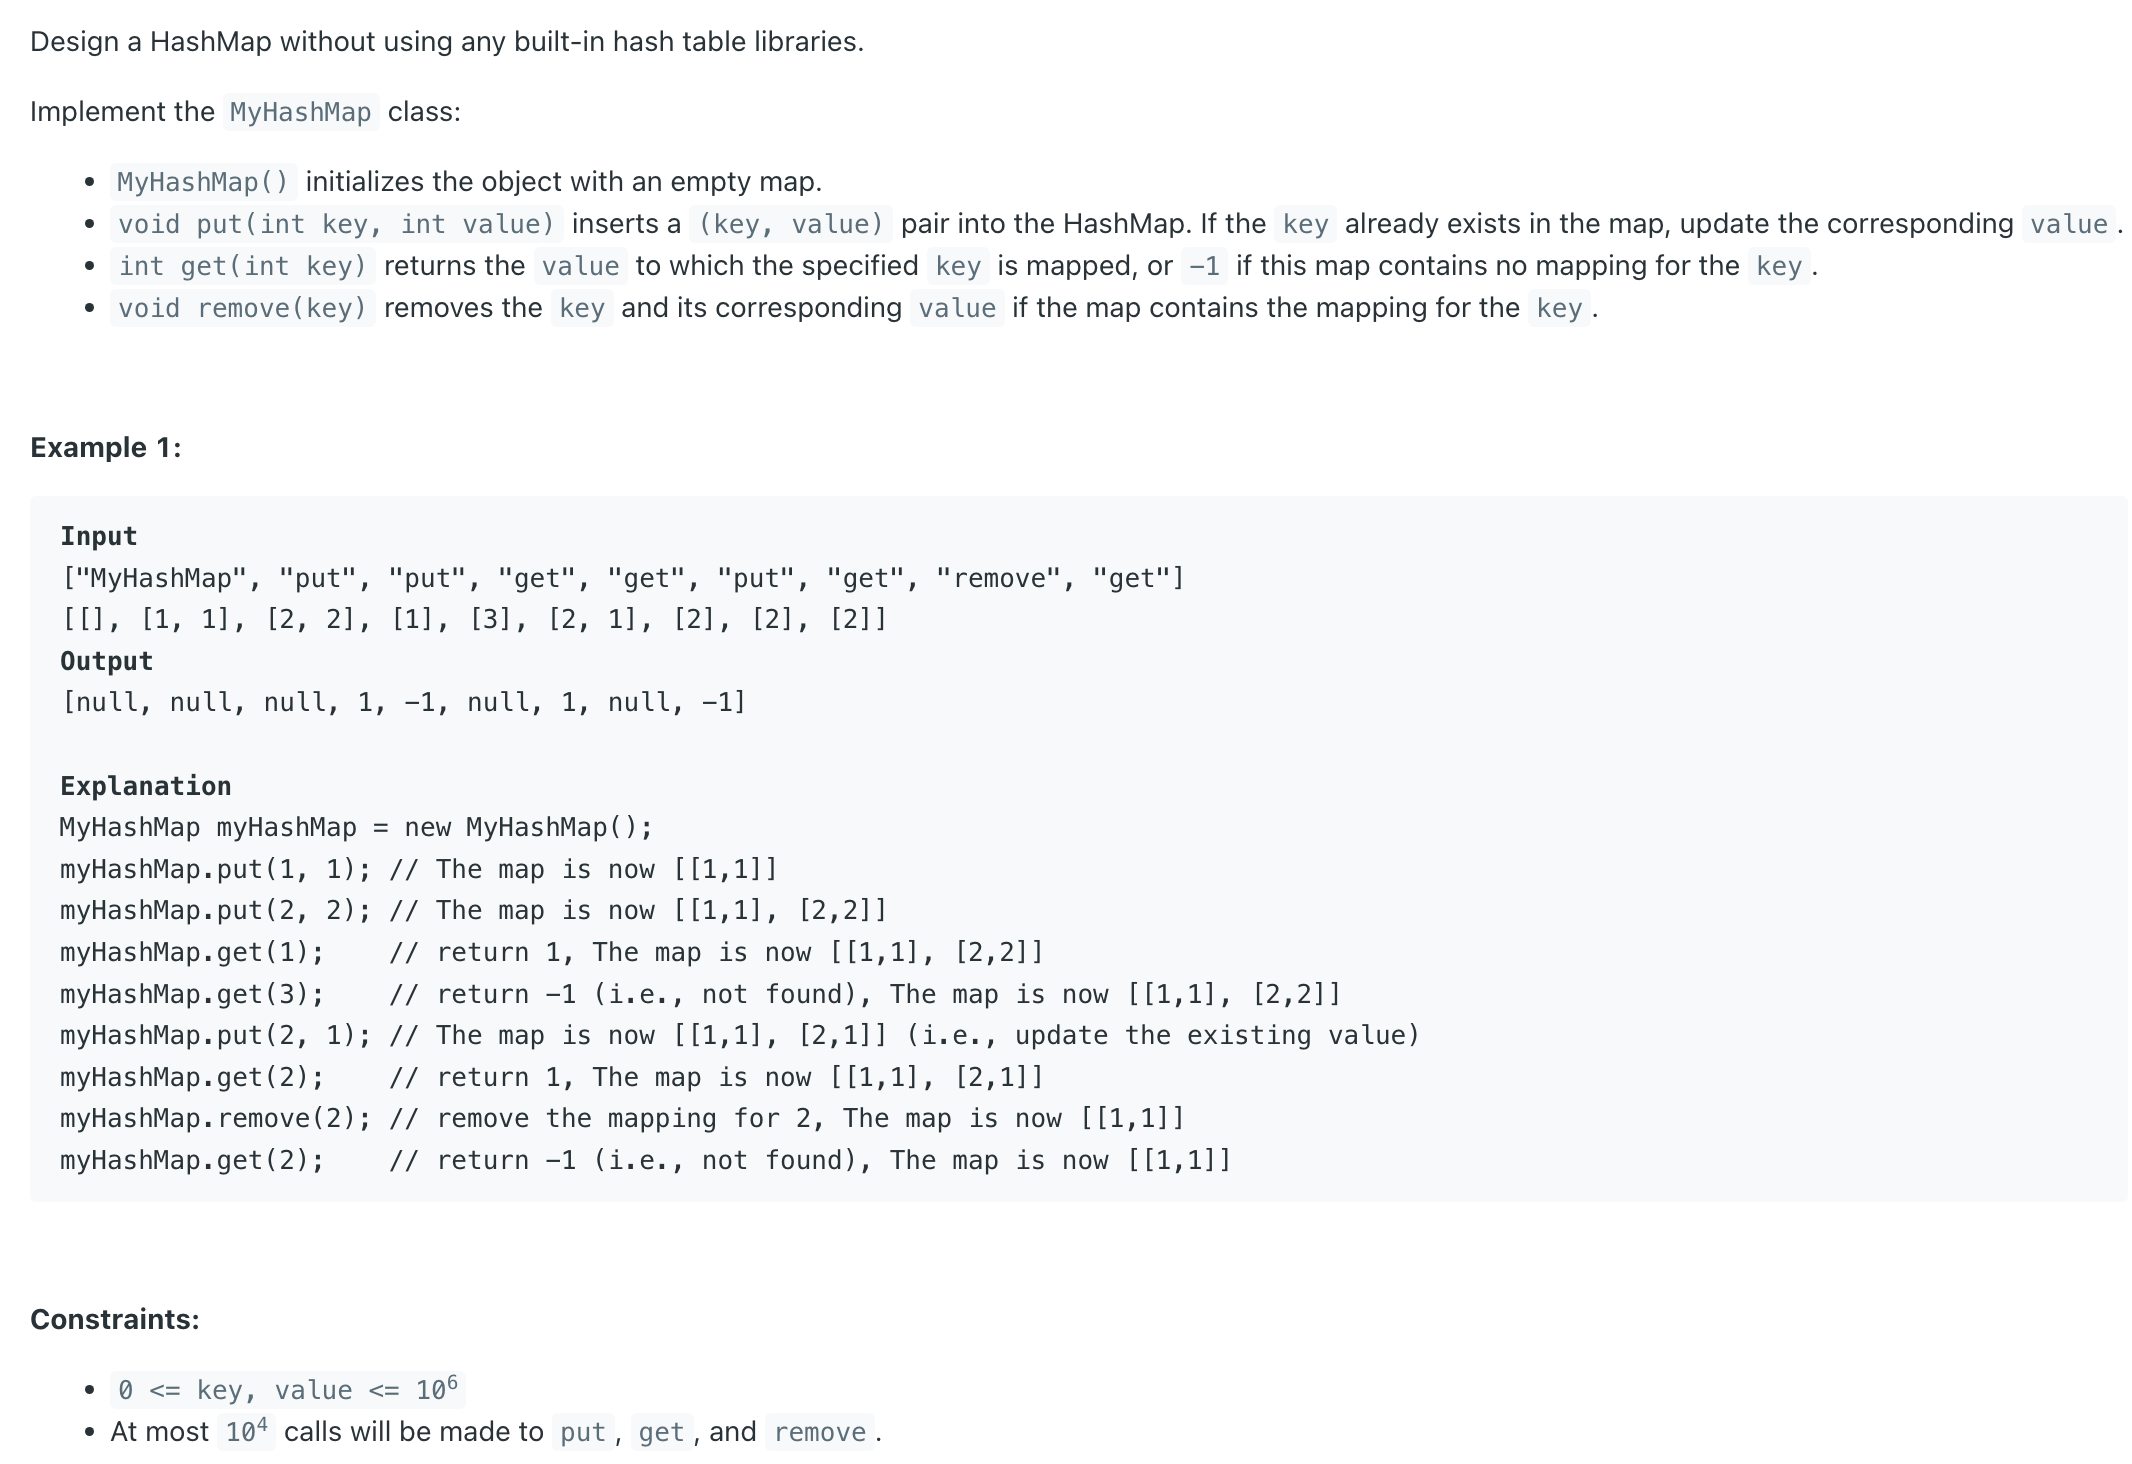 Design a HashMap without using any built-in hash table libraries.
Implement the MyHashMap class:
• MyHashMap() initializes the object with an empty map.
• void put(int key, int value) inserts a (key, value) pair into the HashMap. If the key already exists in the map, update the corresponding value.
• int get(int key) returns the value to which the specified key is mapped, or -1 if this map contains no mapping for the key.
• void remove(key) removes the key and its corresponding value if the map contains the mapping for the key.
Example 1:
Input
["MyHashMap", "put", "put", "get", "get", "put", "get", "remove", "get"]
[[], [1, 1], [2, 2], [1], [3], [2, 1], [2], [2], [2]]
Output
[null, null, null, 1, -1, null, 1, null, -1]
Explanation
MyHashMap myHashMap = new MyHashMap();
myHashMap.put(1, 1); // The map is now [[1,1]]
myHashMap.put(2, 2); // The map is now [[1,1], [2,2]]
myHashMap.get(1);    // return 1, The map is now [[1,1], [2,2]]
myHashMap.get(3);    // return -1 (i.e., not found), The map is now [[1,1], [2,2]]
myHashMap.put(2, 1); // The map is now [[1,1], [2,1]] (i.e., update the existing value)
myHashMap.get(2);    // return 1, The map is now [[1,1], [2,1]]
myHashMap.remove(2); // remove the mapping for 2, The map is now [[1,1]]
myHashMap.get(2);    // return -1 (i.e., not found), The map is now [[1,1]]
Constraints:
• 0 <= key, value <= 10⁶
• At most 10⁴ calls will be made to put, get, and remove.